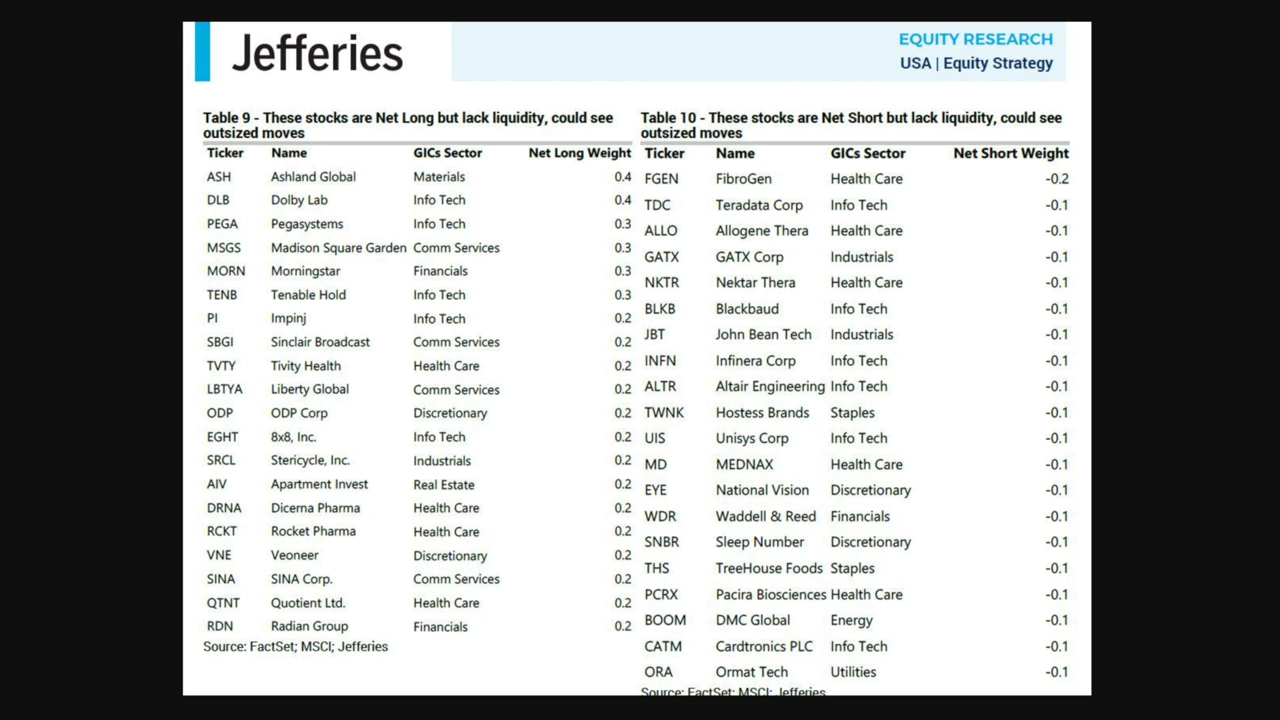 Jefferies
EQUITY RESEARCH
USA | Equity Strategy
Table 9 - These stocks are Net Long but lack liquidity, could see
outsized moves
Ticker Name GICs Sector Net Long Weight
ASH Ashland Global Materials 0.4
DLB Dolby Lab Info Tech 0.4
PEGA Pegasystems Info Tech 0.3
MSGS Madison Square Garden Comm Services 0.3
MORN Morningstar Financials 0.3
TENB Tenable Hold Info Tech 0.3
PI Impinj Info Tech 0.2
SBGI Sinclair Broadcast Comm Services 0.2
TVTY Tivity Health Health Care 0.2
LBTYA Liberty Global Comm Services 0.2
ODP ODP Corp Discretionary 0.2
EGHT 8x8, Inc. Info Tech 0.2
SRCL Stericycle, Inc. Industrials 0.2
AIV Apartment Invest Real Estate 0.2
DRNA Dicerna Pharma Health Care 0.2
RCKT Rocket Pharma Health Care 0.2
VNE Veoneer Discretionary 0.2
SINA SINA Corp. Comm Services 0.2
QTNT Quotient Ltd. Health Care 0.2
RDN Radian Group Financials 0.2
Source: FactSet; MSCI; Jefferies
Table 10 - These stocks are Net Short but lack liquidity, could see
outsized moves
Ticker Name GICs Sector Net Short Weight
FGEN FibroGen Health Care -0.2
TDC Teradata Corp Info Tech -0.1
ALLO Allogene Thera Health Care -0.1
GATX GATX Corp Industrials -0.1
NKTR Nektar Thera Health Care -0.1
BLKB Blackbaud Info Tech -0.1
JBT John Bean Tech Industrials -0.1
INFN Infinera Corp Info Tech -0.1
ALTR Altair Engineering Info Tech -0.1
TWNK Hostess Brands Staples -0.1
UIS Unisys Corp Info Tech -0.1
MD MEDNAX Health Care -0.1
EYE National Vision Discretionary -0.1
WDR Waddell & Reed Financials -0.1
SNBR Sleep Number Discretionary -0.1
THS TreeHouse Foods Staples -0.1
PCRX Pacira Biosciences Health Care -0.1
BOOM DMC Global Energy -0.1
CATM Cardtronics PLC Info Tech -0.1
ORA Ormat Tech Utilities -0.1
Source: FactSet; MSCI; Jefferies